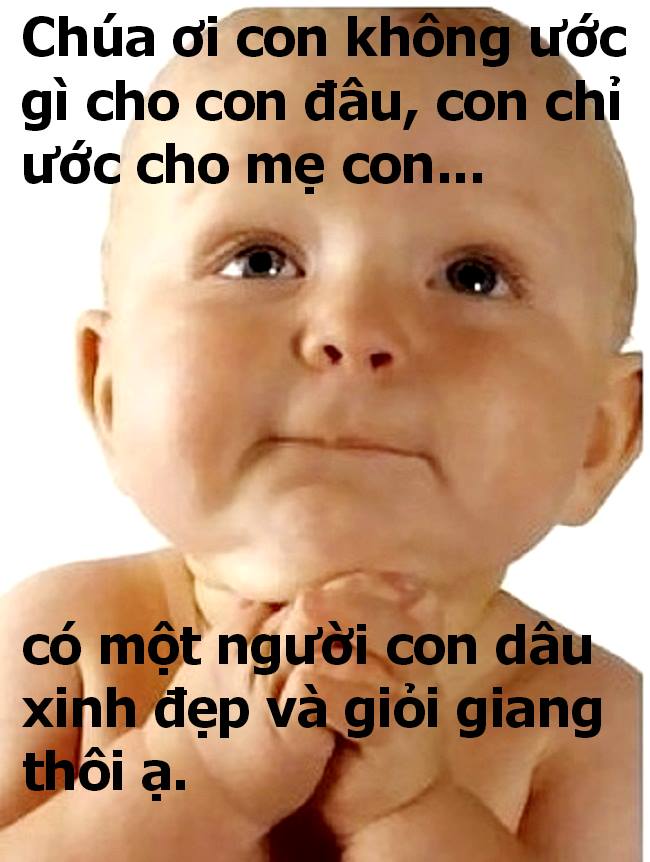 Chúa ơi con không ước
gì cho con đâu, con chỉ
ước cho mẹ con...
có một người con dâu
xinh đẹp và giỏi giang
thôi ạ.